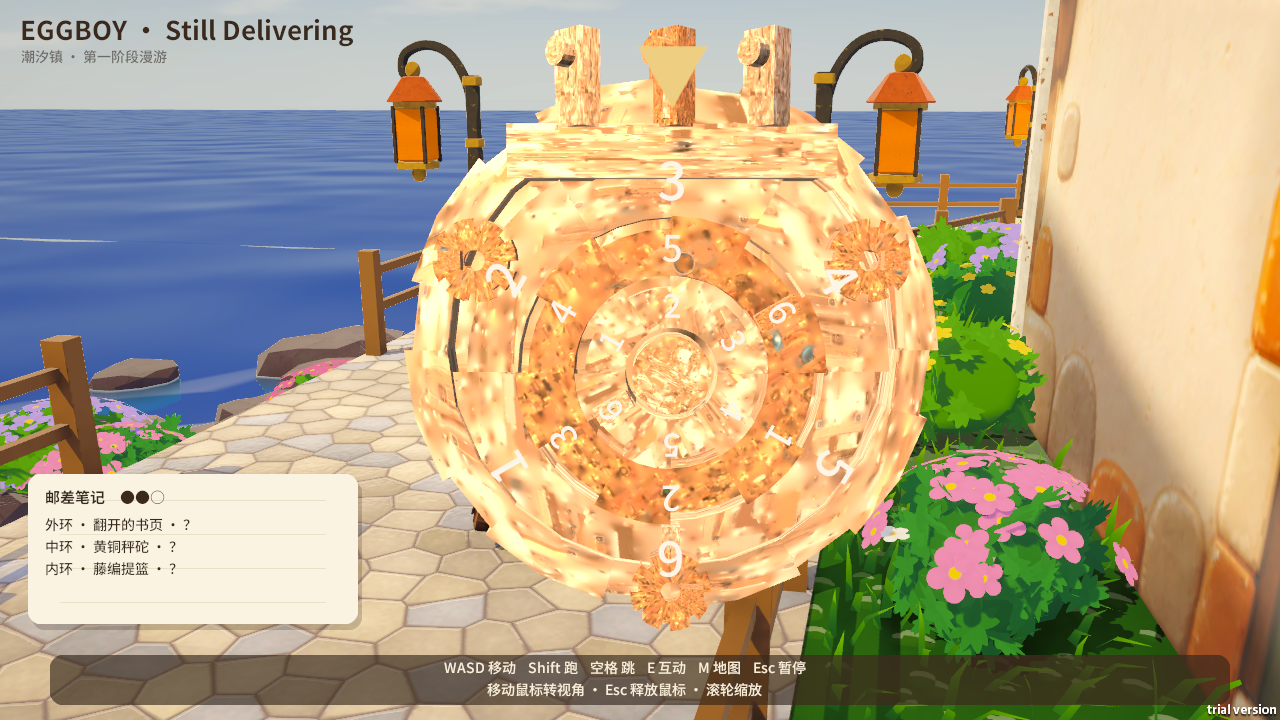 EGGBOY · Still Delivering
潮汐镇 · 第一阶段漫游
3
2
5
4
4
2
6
1
3
6
4
3
5
1
1
2
5
6
邮差笔记 ●●○
外环 · 翻开的书页 · ?
中环 · 黄铜秤砣 · ?
内环 · 藤编提篮 · ?
WASD 移动 Shift 跑 空格 跳 E 互动 M 地图 Esc 暂停
移动鼠标转视角 · Esc 释放鼠标 · 滚轮缩放
trial version